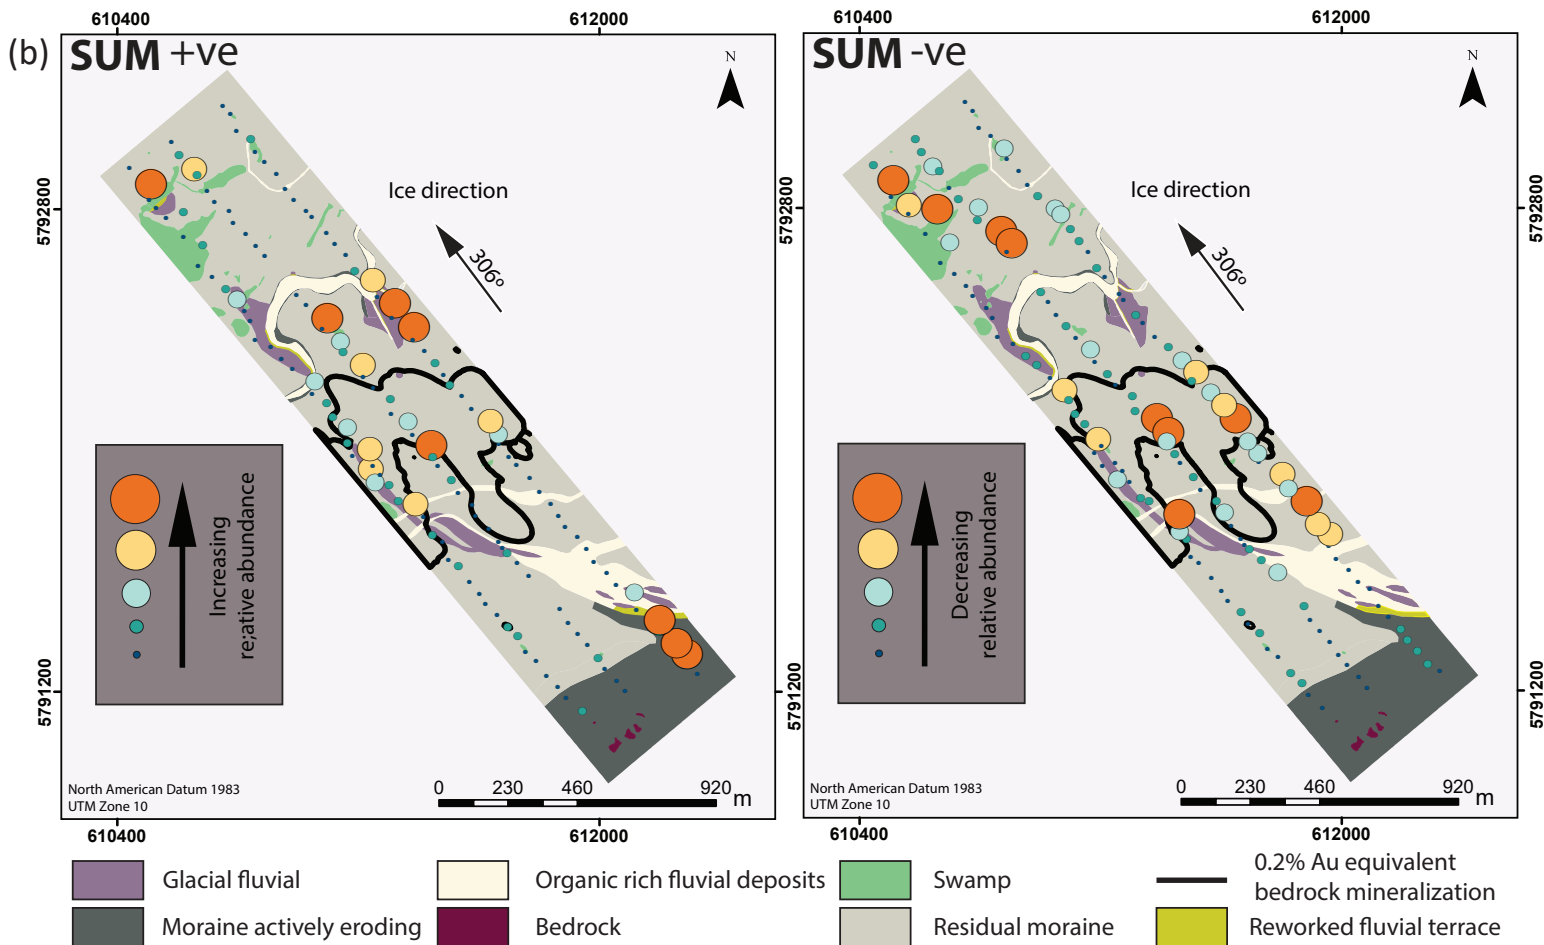 610400
612000
610400
612000
(b)
SUM +ve
N
SUM -ve
N
Ice direction
306º
Ice direction
306º
5792800
5792800
5792800
Increasing
re;ative abundance
Decreasing
relative abundance
5791200
5791200
5791200
North American Datum 1983
UTM Zone 10
0 230 460 920 m
North American Datum 1983
UTM Zone 10
0 230 460 920 m
610400
612000
610400
612000
Glacial fluvial
Organic rich fluvial deposits
Swamp
0.2% Au equivalent
bedrock mineralization
Moraine actively eroding
Bedrock
Residual moraine
Reworked fluvial terrace